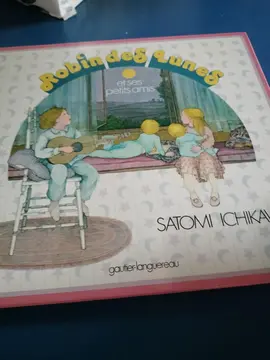 Robin des Lunes
et ses
petits amis
SATOMI ICHIKA
gautier-languereau